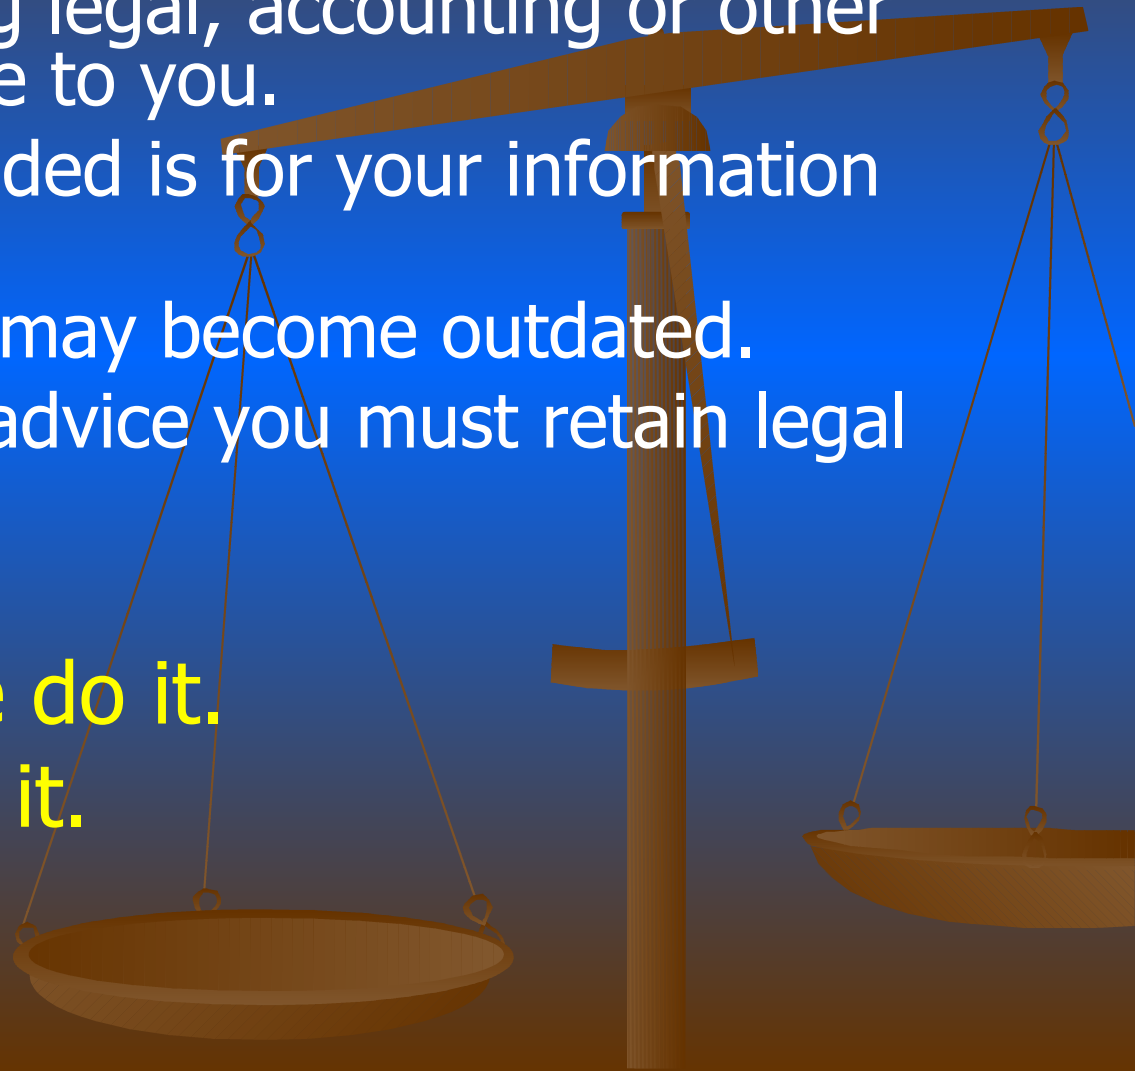 legal, accounting or other
to you.
is for your information
may become outdated.
advice you must retain legal
do it.
it.